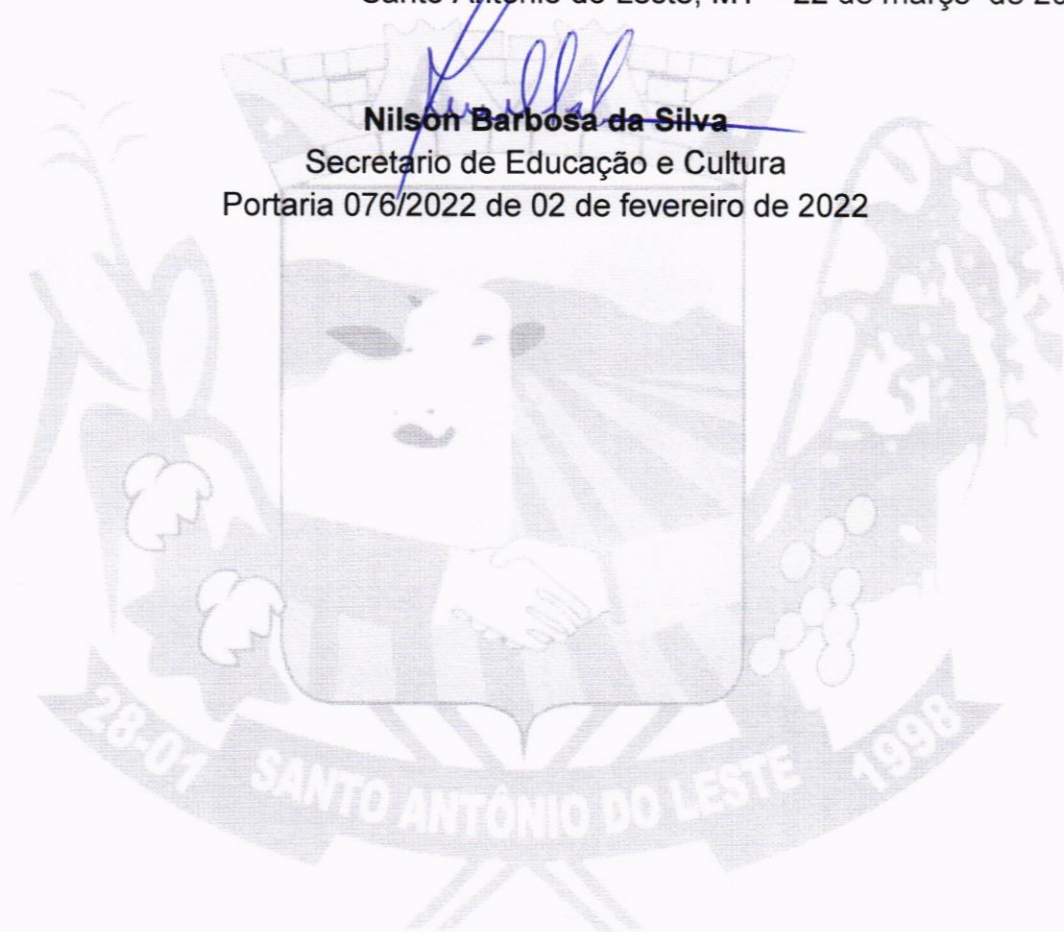 Santo Antônio do Leste, MT – 22 de março de 20
Nilson Barbosa da Silva
Secretario de Educação e Cultura
Portaria 076/2022 de 02 de fevereiro de 2022
28-01 SANTO ANTÔNIO DO LESTE 1998